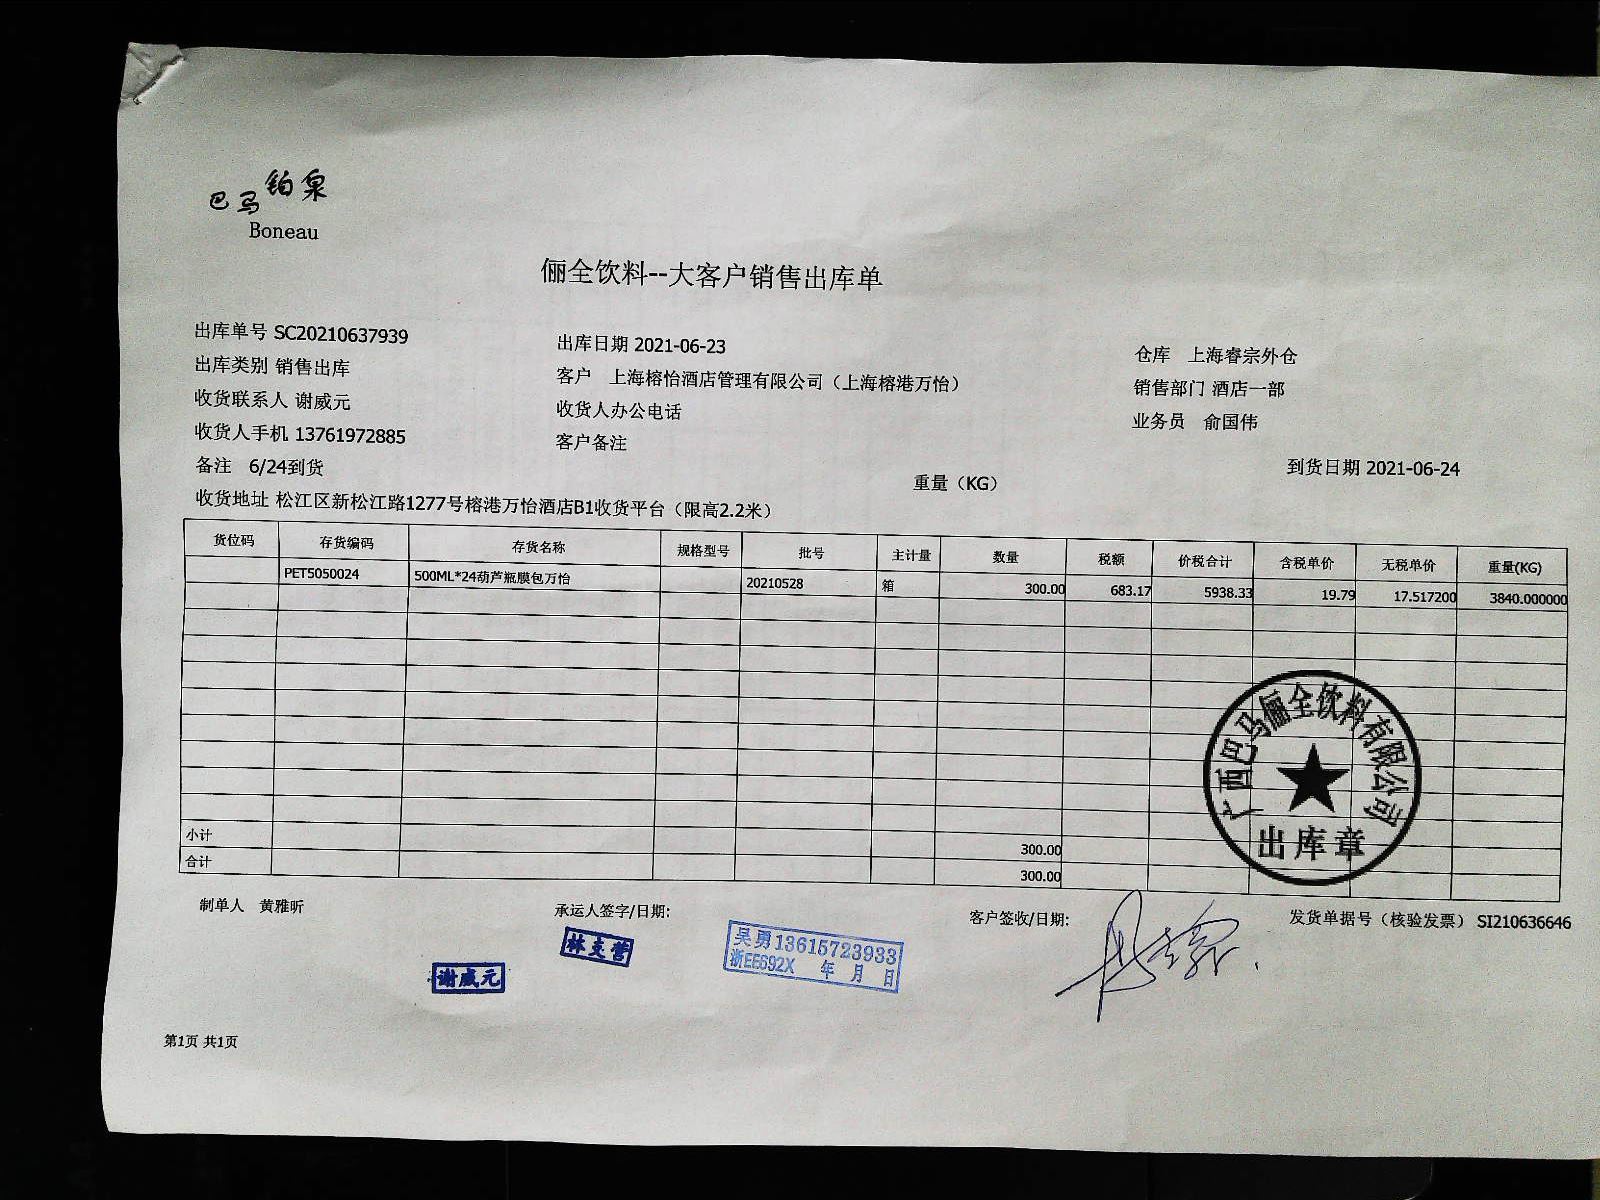 巴马铂泉
Boneau
俪全饮料--大客户销售出库单
出库单号 SC20210637939
出库日期 2021-06-23
仓库 上海睿宗外仓
出库类别 销售出库
客户 上海榕怡酒店管理有限公司（上海榕港万怡）
销售部门 酒店一部
收货联系人 谢威元
收货人办公电话
业务员 俞国伟
收货人手机 13761972885
客户备注
备注 6/24到货
重量（KG）
到货日期 2021-06-24
收货地址 松江区新松江路1277号榕港万怡酒店B1收货平台（限高2.2米）
货位码 存货编码 存货名称 规格型号 批号 主计量 数量 税额 价税合计 含税单价 无税单价 重量(KG)
PET5050024 500ML*24葫芦瓶膜包万怡 20210528 箱 300.00 683.17 5938.33 19.79 17.517200 3840.000000
小计 300.00
合计 300.00
广西巴马俪全饮料有限公司
出库章
制单人 黄雅昕
承运人签字/日期:
客户签收/日期:
发货单据号（核验发票） SI210636646
谢威元
吴勇13615723933
浙EE692X 年 月 日
第1页 共1页